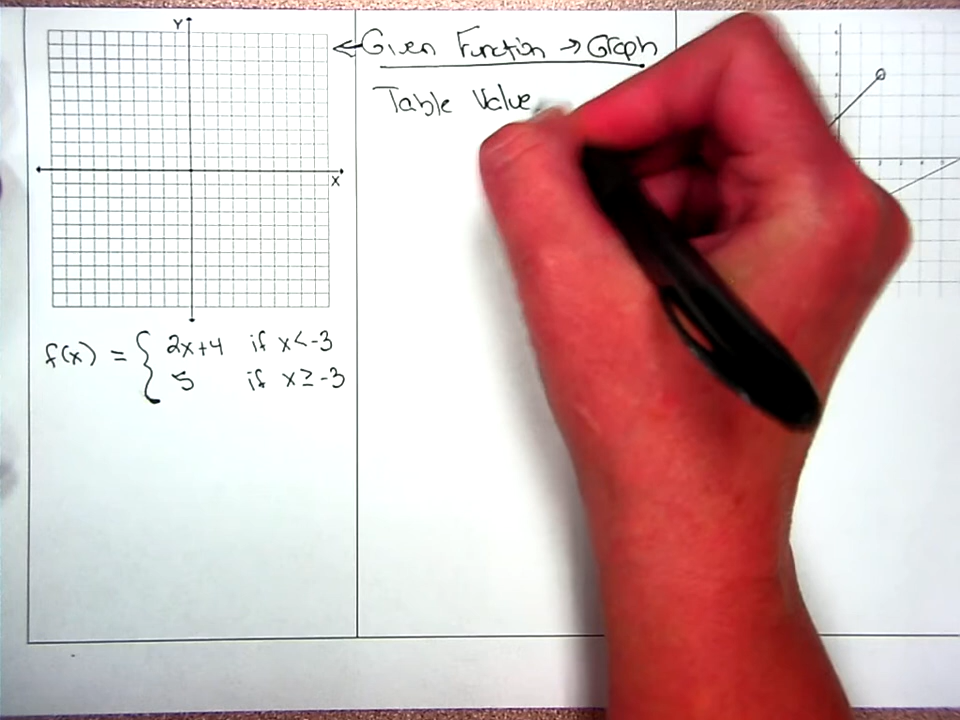 Y
X
f(x) = { 2x+4 if x<-3
5 if x≥-3
← Given Function → Graph
Table Value